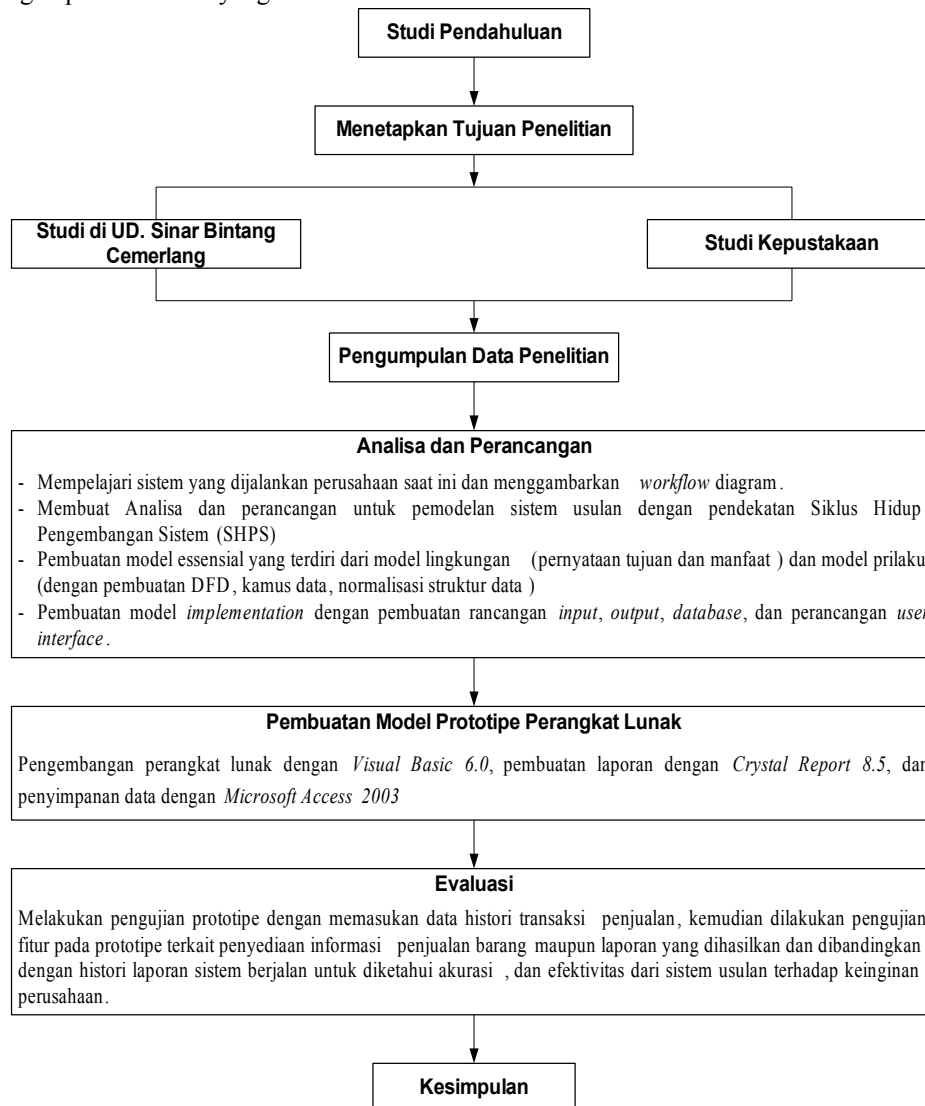 Studi Pendahuluan
Menetapkan Tujuan Penelitian
Studi di UD. Sinar Bintang
Cemerlang
Studi Kepustakaan
Pengumpulan Data Penelitian
Analisa dan Perancangan
- Mempelajari sistem yang dijalankan perusahaan saat ini dan menggambarkan workflow diagram.
- Membuat Analisa dan perancangan untuk pemodelan sistem usulan dengan pendekatan Siklus Hidup
Pengembangan Sistem (SHPS)
- Pembuatan model essensial yang terdiri dari model lingkungan (pernyataan tujuan dan manfaat ) dan model prilaku
(dengan pembuatan DFD, kamus data, normalisasi struktur data )
- Pembuatan model implementation dengan pembuatan rancangan input, output, database, dan perancangan user
interface.
Pembuatan Model Prototipe Perangkat Lunak
Pengembangan perangkat lunak dengan Visual Basic 6.0, pembuatan laporan dengan Crystal Report 8.5, dan
penyimpanan data dengan Microsoft Access 2003
Evaluasi
Melakukan pengujian prototipe dengan memasukan data histori transaksi penjualan, kemudian dilakukan pengujian
fitur pada prototipe terkait penyediaan informasi penjualan barang maupun laporan yang dihasilkan dan dibandingkan
dengan histori laporan sistem berjalan untuk diketahui akurasi , dan efektivitas dari sistem usulan terhadap keinginan
perusahaan.
Kesimpulan